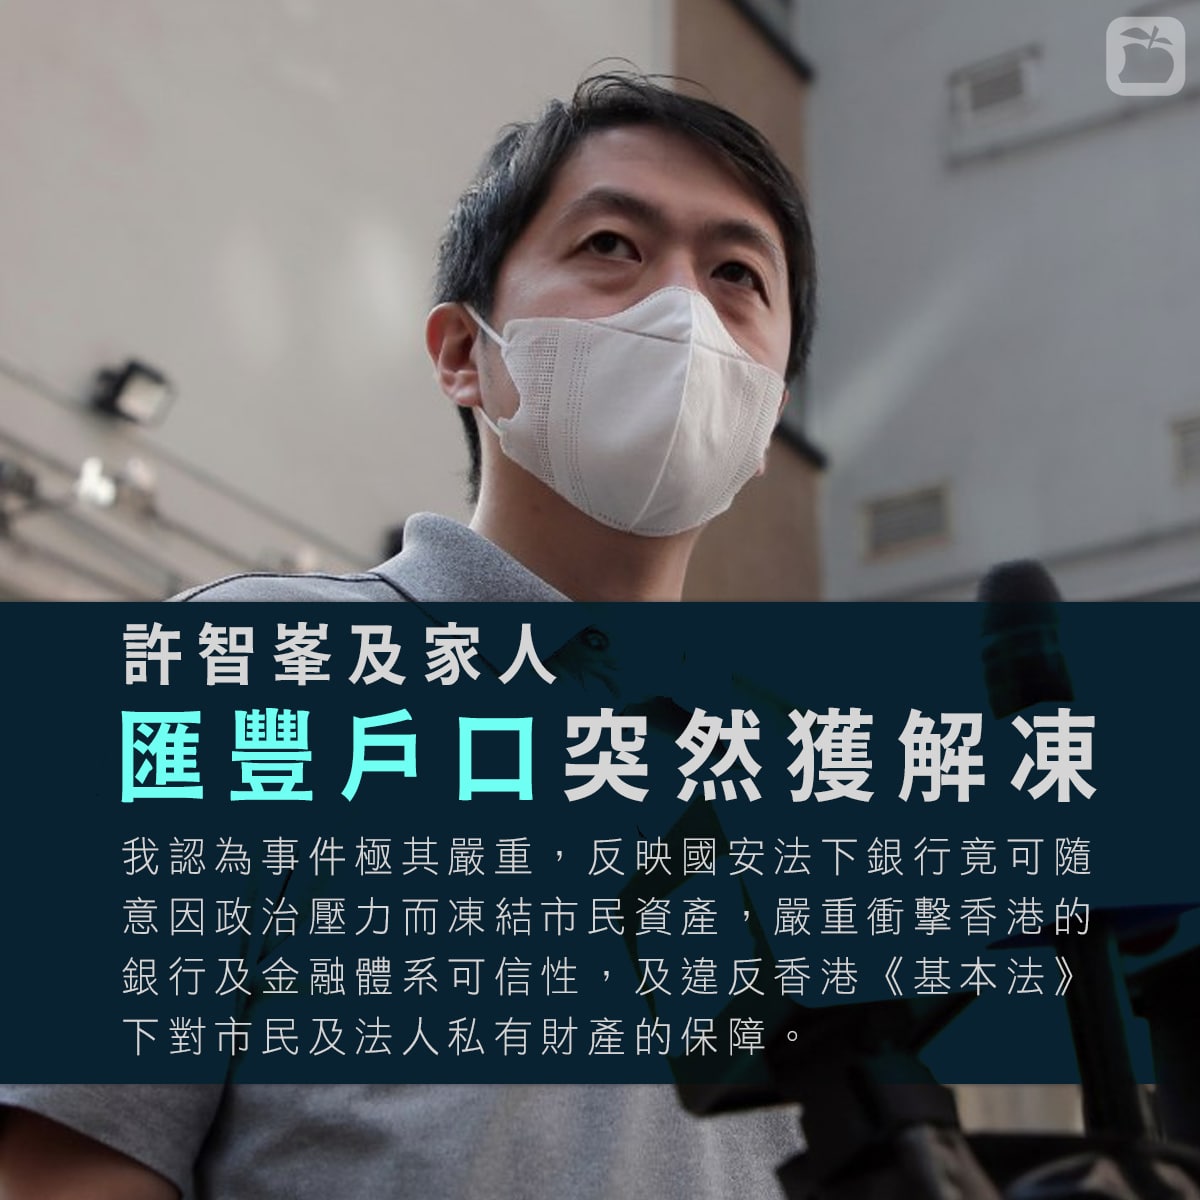 許智峯及家人
匯豐戶口突然獲解凍
我認為事件極其嚴重，反映國安法下銀行竟可隨
意因政治壓力而凍結市民資產，嚴重衝擊香港的
銀行及金融體系可信性，及違反香港《基本法》
下對市民及法人私有財產的保障。